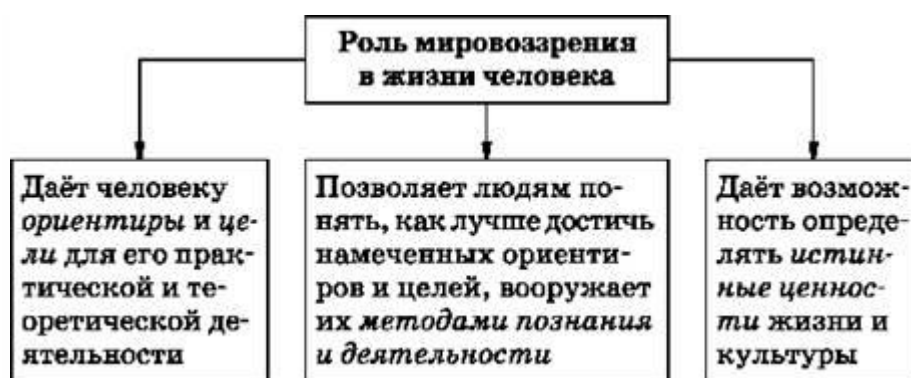 Роль мировоззрения
в жизни человека
Даёт человеку
ориентиры и це-
ли для его прак-
тической и те-
оретической де-
ятельности
Позволяет людям по-
нять, как лучше достичь
намеченных ориенти-
ров и целей, вооружает
их методами познания
и деятельности
Даёт возмож-
ность опреде-
лять истин-
ные ценнос-
ти жизни и
культуры